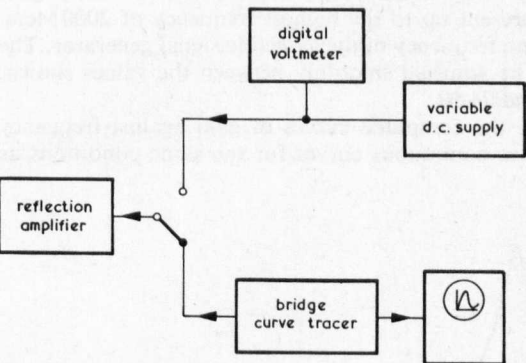 digital
voltmeter
variable
d.c. supply
reflection
amplifier
bridge
curve tracer